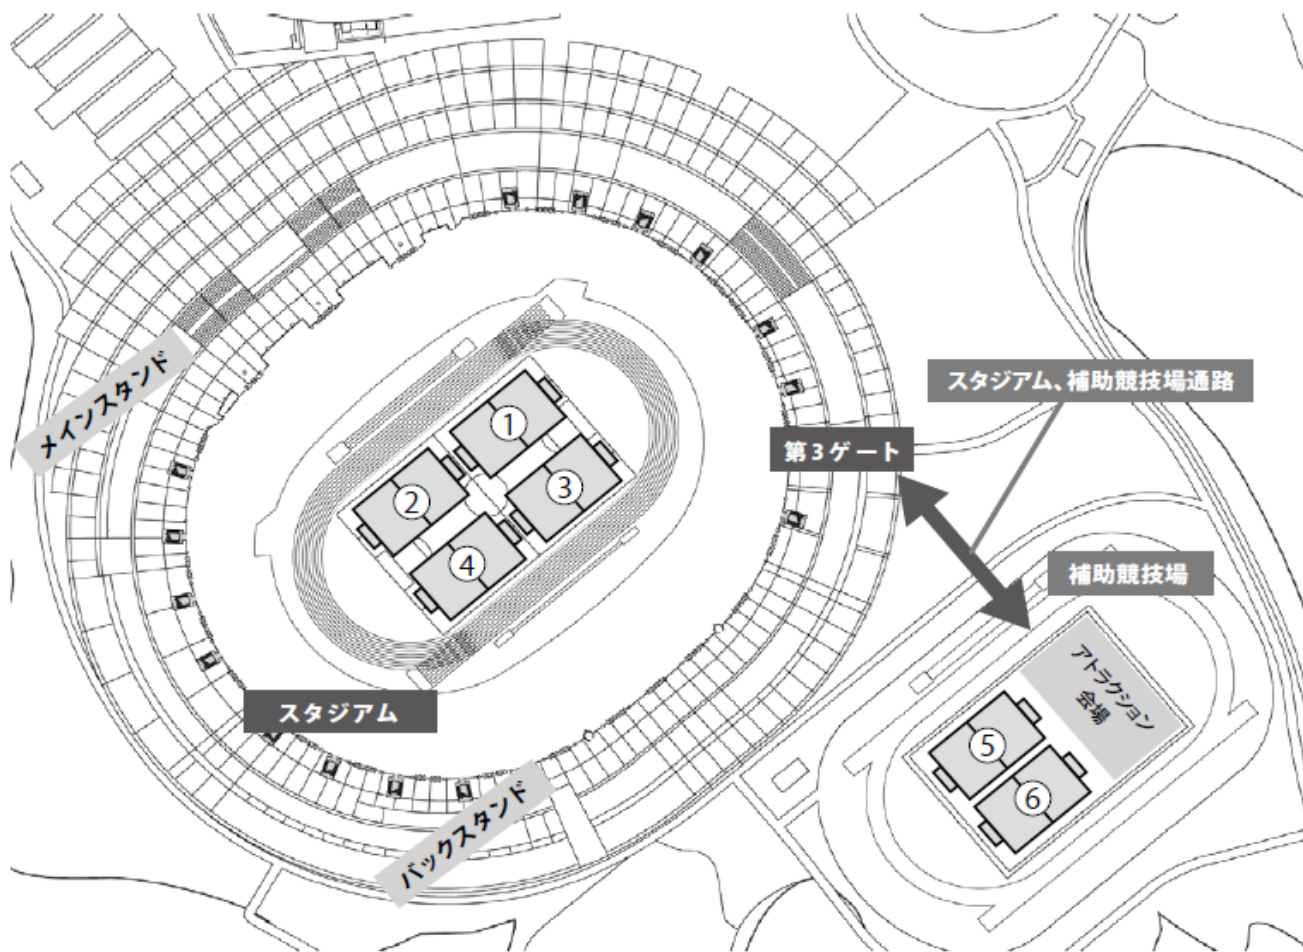 メインスタンド
スタジアム、補助競技場通路
第3ゲート
①
②
③
④
補助競技場
アトラクション
会場
⑤
⑥
スタジアム
バックスタンド